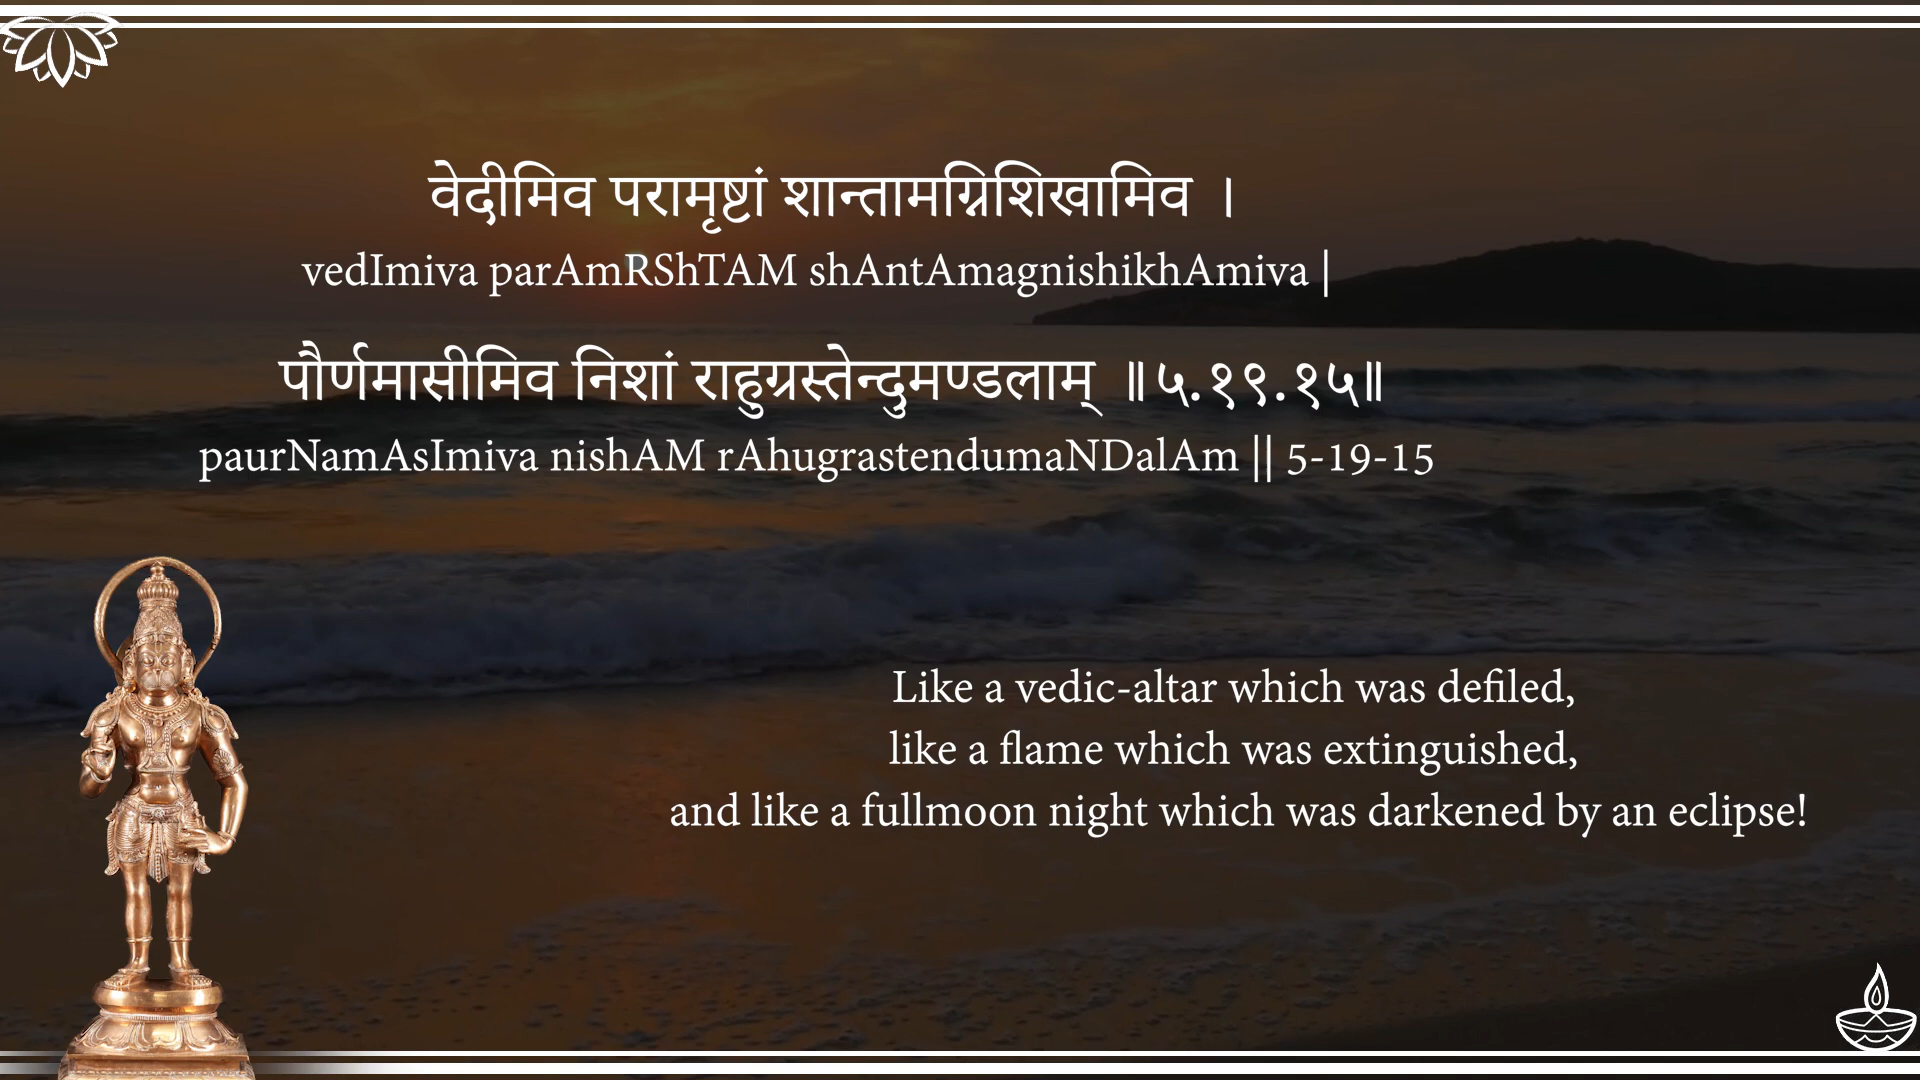 वेदीमिव परामृष्टां शान्तामग्निशिखामिव ।
vedImiva parAmRShTAM shAntAmagnishikhAmiva |
पौर्णमासीमिव निशां राहुग्रस्तेन्दुमण्डलाम् ॥५.१९.१५॥
paurNamAsImiva nishAM rAhugrastendumaNDalAm || 5-19-15
Like a vedic-altar which was defiled,
like a flame which was extinguished,
and like a fullmoon night which was darkened by an eclipse!